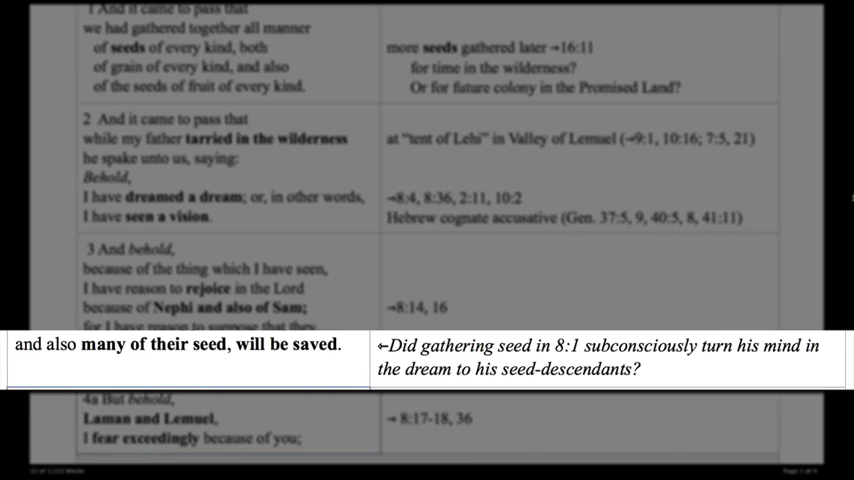 1 And it came to pass that
we had gathered together all manner
of seeds of every kind, both
more seeds gathered later →16:11
of grain of every kind, and also
for time in the wilderness?
of the seeds of fruit of every kind.
Or for future colony in the Promised Land?
2 And it came to pass that
while my father tarried in the wilderness
at “tent of Lehi” in Valley of Lemuel (→9:1, 10:16; 7:5, 21)
he spake unto us, saying:
Behold,
I have dreamed a dream; or, in other words,
→8:4, 8:36, 2:11, 10:2
I have seen a vision.
Hebrew cognate accusative (Gen. 37:5, 9, 40:5, 8, 41:11)
3 And behold,
because of the thing which I have seen,
I have reason to rejoice in the Lord
because of Nephi and also of Sam;
→8:14, 16
for I have reason to suppose that they,
and also many of their seed, will be saved.
←Did gathering seed in 8:1 subconsciously turn his mind in
the dream to his seed-descendants?
4a But behold,
Laman and Lemuel,
→ 8:17-18, 36
I fear exceedingly because of you;